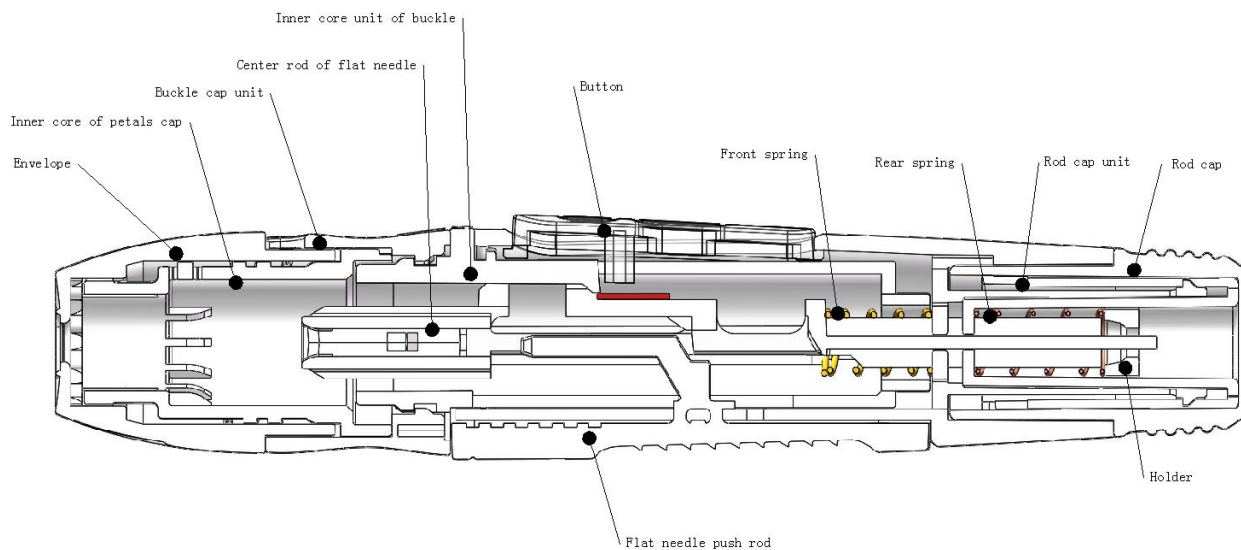 Inner core unit of buckle
Center rod of flat needle
Buckle cap unit
Inner core of petals cap
Envelope
Button
Front spring
Rear spring
Rod cap unit
Rod cap
Holder
Flat needle push rod